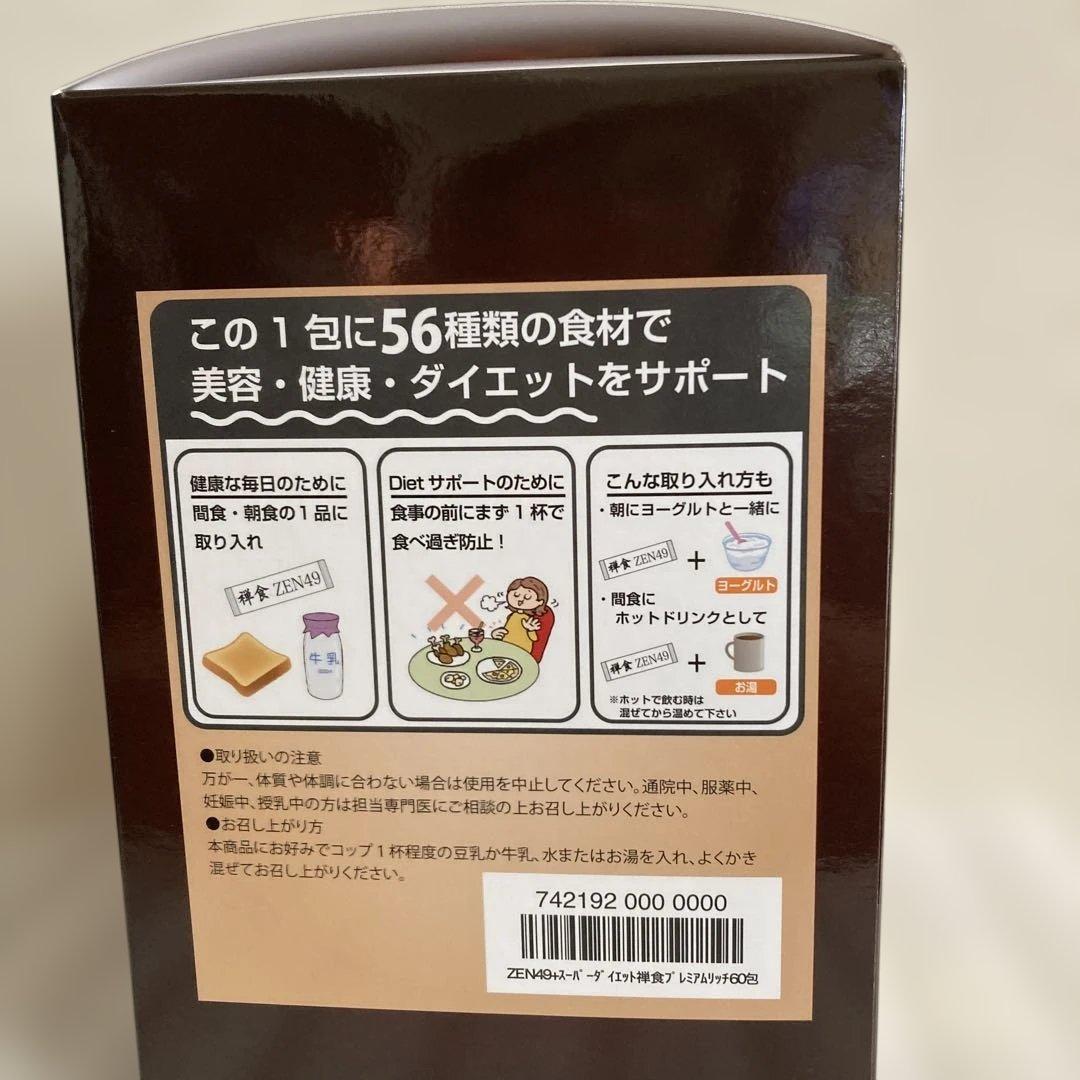 この1包に56種類の食材で
美容・健康・ダイエットをサポート
健康な毎日のために
間食・朝食の1品に
取り入れ
禅食 ZEN49
牛乳
Diet サポートのために
食事の前にまず1杯で
食べ過ぎ防止!
こんな取り入れ方も
・朝にヨーグルトと一緒に
禅食 ZEN49 +
ヨーグルト
・間食に
ホットドリンクとして
禅食 ZEN49 +
お湯
※ホットで飲む時は
混ぜてから温めて下さい
●取り扱いの注意
万が一、体質や体調に合わない場合は使用を中止してください。通院中、服薬中、
妊娠中、授乳中の方は担当専門医にご相談の上お召し上がりください。
●お召し上がり方
本商品にお好みでコップ1杯程度の豆乳か牛乳、水またはお湯を入れ、よくかき
混ぜてお召し上がりください。
742192 000 0000
ZEN49+ｽｰﾊﾟｰﾀﾞｲｴｯﾄ禅食ﾌﾟﾚﾐｱﾑﾘｯﾁ60包